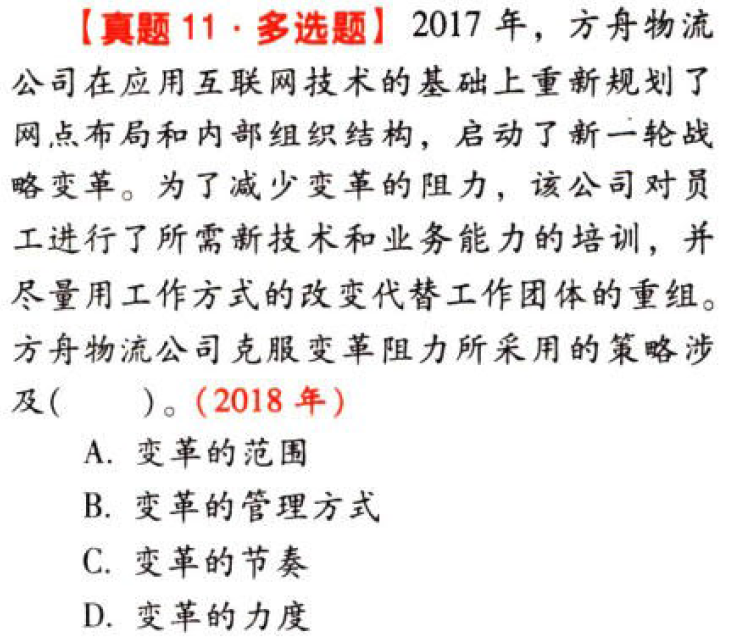 【真题 11·多选题】2017 年，方舟物流
公司在应用互联网技术的基础上重新规划了
网点布局和内部组织结构，启动了新一轮战
略变革。为了减少变革的阻力，该公司对员
工进行了所需新技术和业务能力的培训，并
尽量用工作方式的改变代替工作团体的重组。
方舟物流公司克服变革阻力所采用的策略涉
及(　　)。(2018 年)
A. 变革的范围
B. 变革的管理方式
C. 变革的节奏
D. 变革的力度